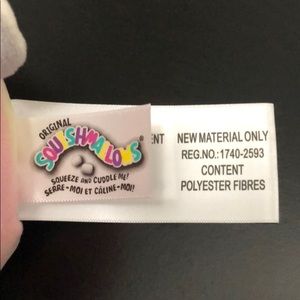 ORIGINAL
SQUISHMALLOWS®
SQUEEZE AND CUDDLE ME!
SERRE-MOI ET CÂLINE-MOI!
ENT
NEW MATERIAL ONLY
REG.NO.:1740-2593
CONTENT
POLYESTER FIBRES